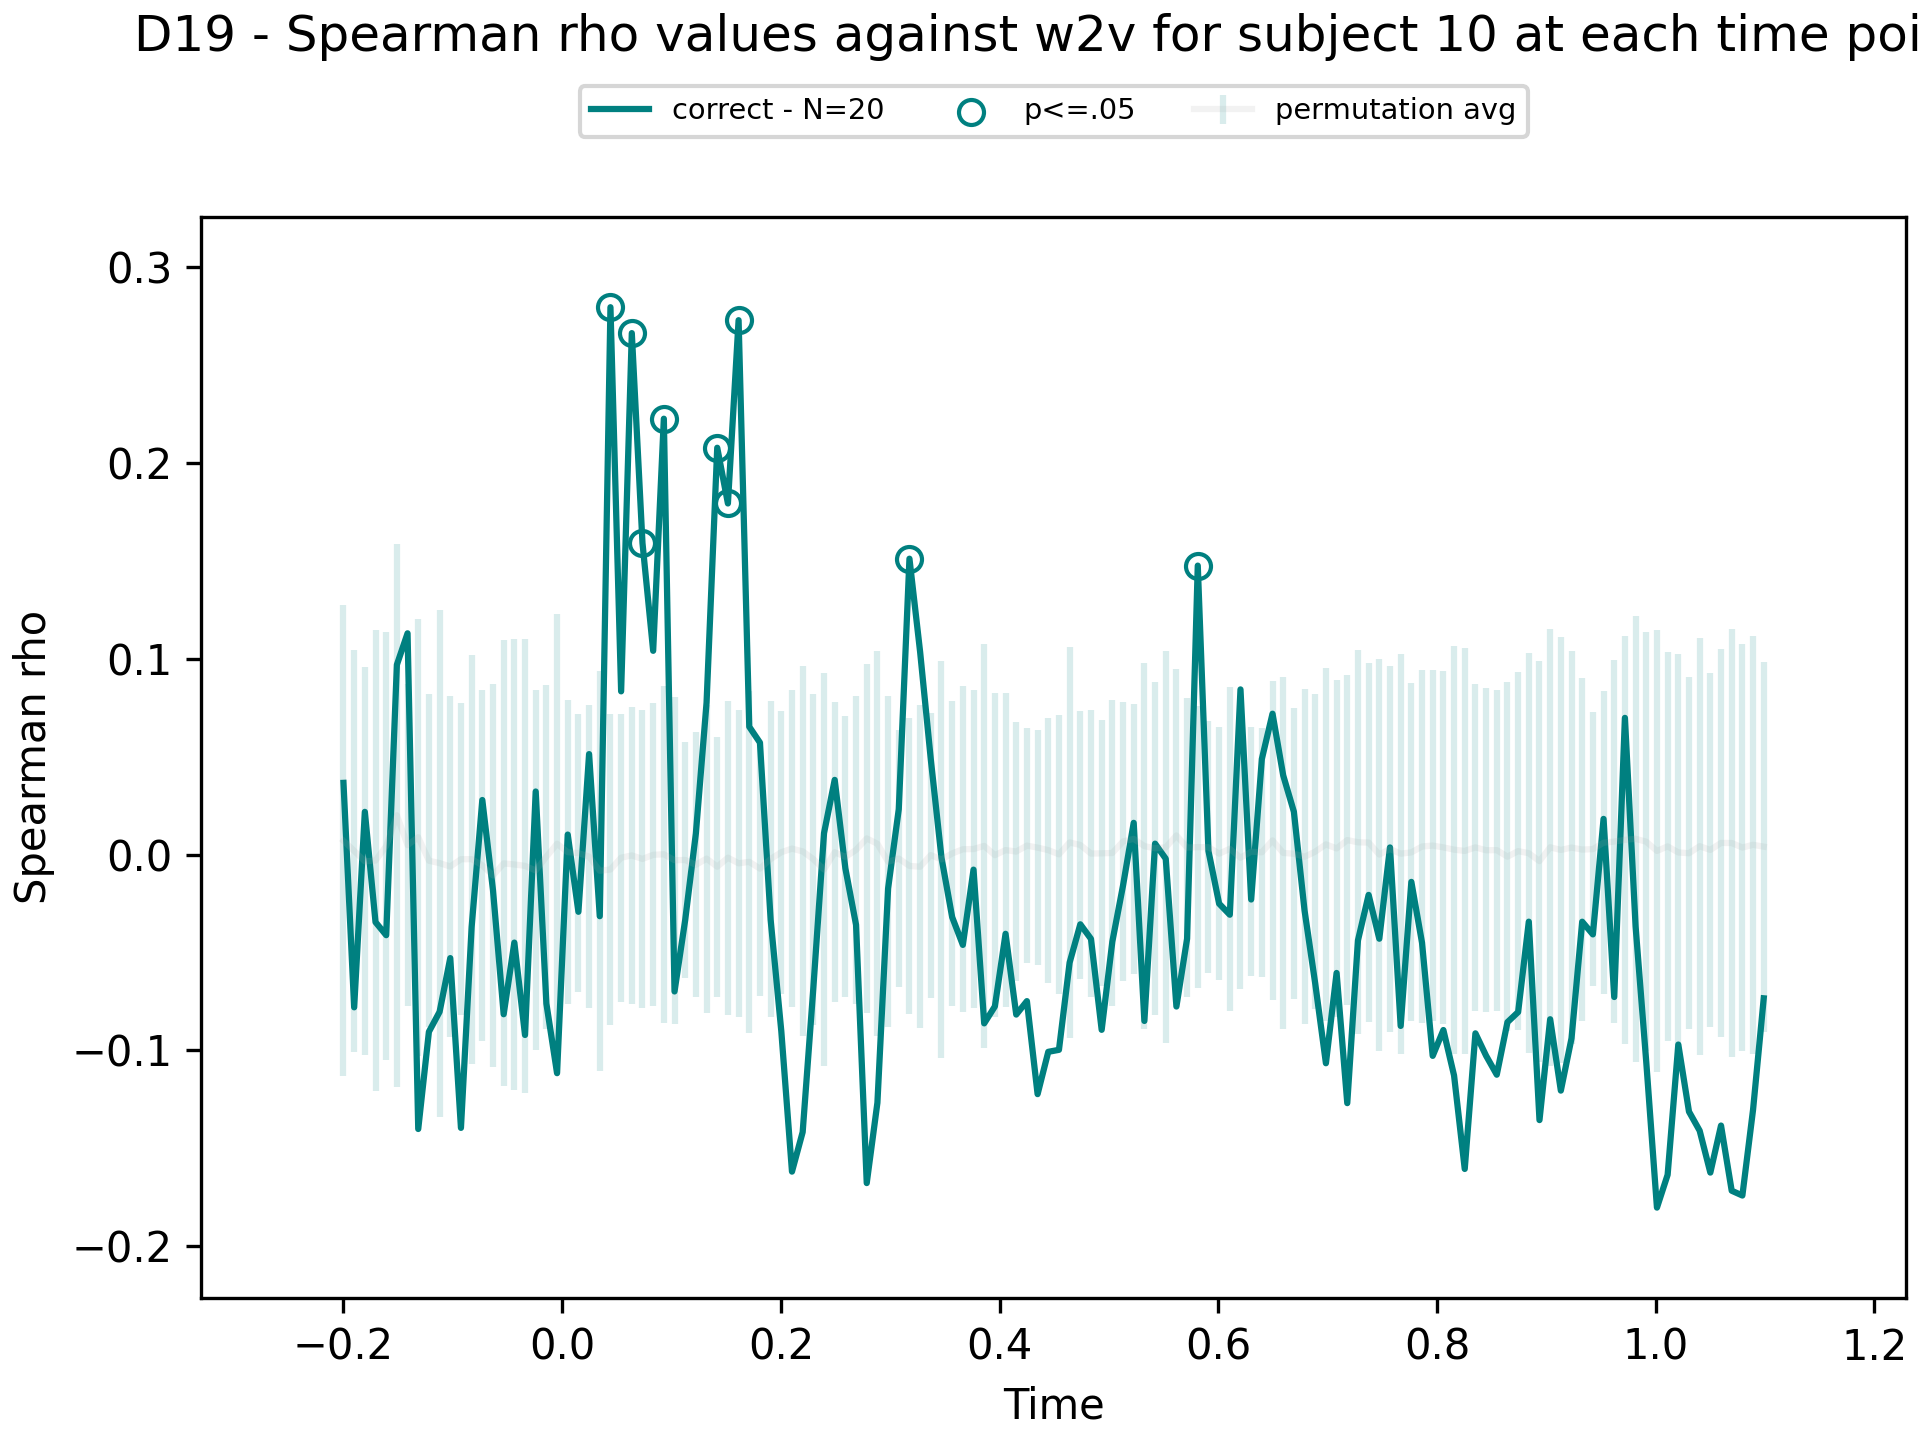 D19 - Spearman rho values against w2v for subject 10 at each time poi
correct - N=20
p<=.05
permutation avg
0.3
0.2
0.1
0.0
−0.1
−0.2
Spearman rho
−0.2 0.0 0.2 0.4 0.6 0.8 1.0 1.2
Time